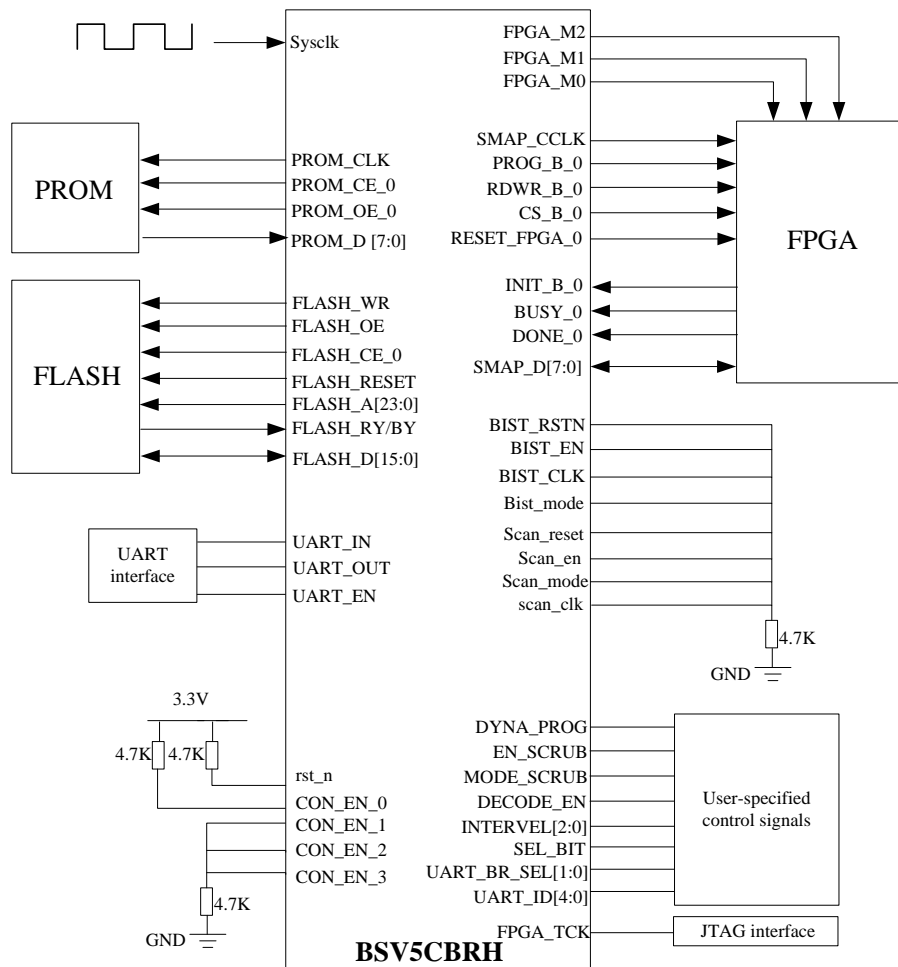 Sysclk
PROM
PROM_CLK
PROM_CE_0
PROM_OE_0
PROM_D [7:0]
FLASH
FLASH_WR
FLASH_OE
FLASH_CE_0
FLASH_RESET
FLASH_A[23:0]
FLASH_RY/BY
FLASH_D[15:0]
UART
interface
UART_IN
UART_OUT
UART_EN
3.3V
4.7K
4.7K
rst_n
CON_EN_0
CON_EN_1
CON_EN_2
CON_EN_3
4.7K
GND
FPGA_M2
FPGA_M1
FPGA_M0
SMAP_CCLK
PROG_B_0
RDWR_B_0
CS_B_0
RESET_FPGA_0
INIT_B_0
BUSY_0
DONE_0
SMAP_D[7:0]
FPGA
BIST_RSTN
BIST_EN
BIST_CLK
Bist_mode
Scan_reset
Scan_en
Scan_mode
scan_clk
4.7K
GND
DYNA_PROG
EN_SCRUB
MODE_SCRUB
DECODE_EN
INTERVEL[2:0]
SEL_BIT
UART_BR_SEL[1:0]
UART_ID[4:0]
User-specified
control signals
FPGA_TCK
JTAG interface
BSV5CBRH